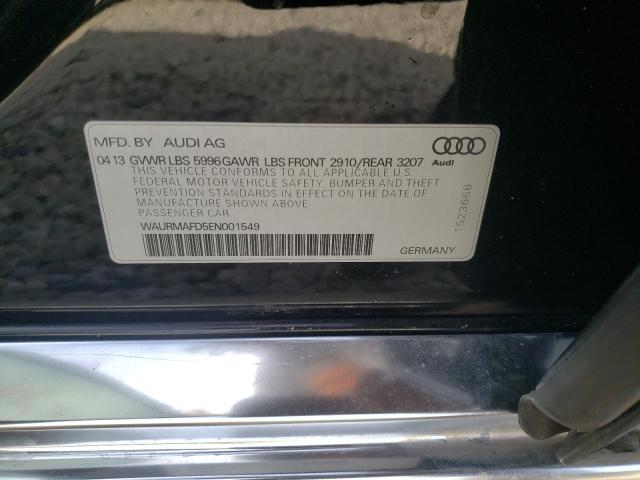 MFD. BY AUDI AG
04 13 GVWR LBS 5996 GAWR LBS FRONT 2910/REAR 3207
THIS VEHICLE CONFORMS TO ALL APPLICABLE U.S
FEDERAL MOTOR VEHICLE SAFETY, BUMPER AND THEFT
PREVENTION STANDARDS IN EFFECT ON THE DATE OF
MANUFACTURE SHOWN ABOVE
PASSENGER CAR
WAURMAFD5EN001549
GERMANY
Audi
1523668